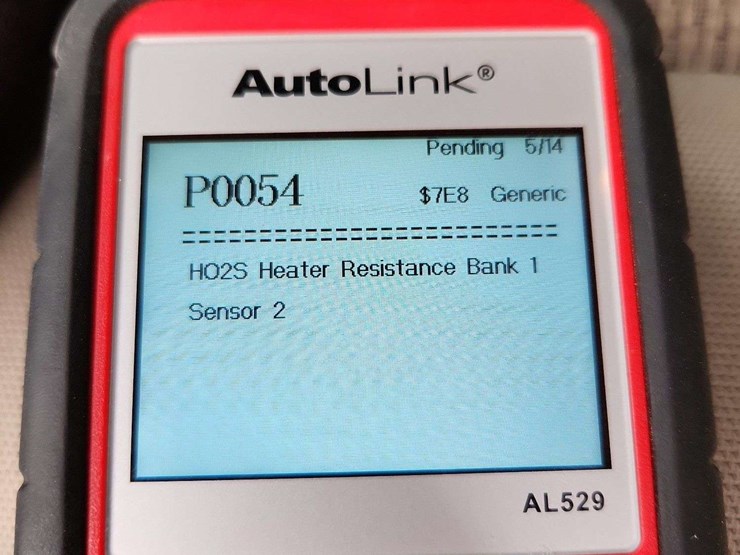 AutoLink®
Pending 5/14
P0054 $7E8 Generic
==========================
HO2S Heater Resistance Bank 1
Sensor 2
AL529